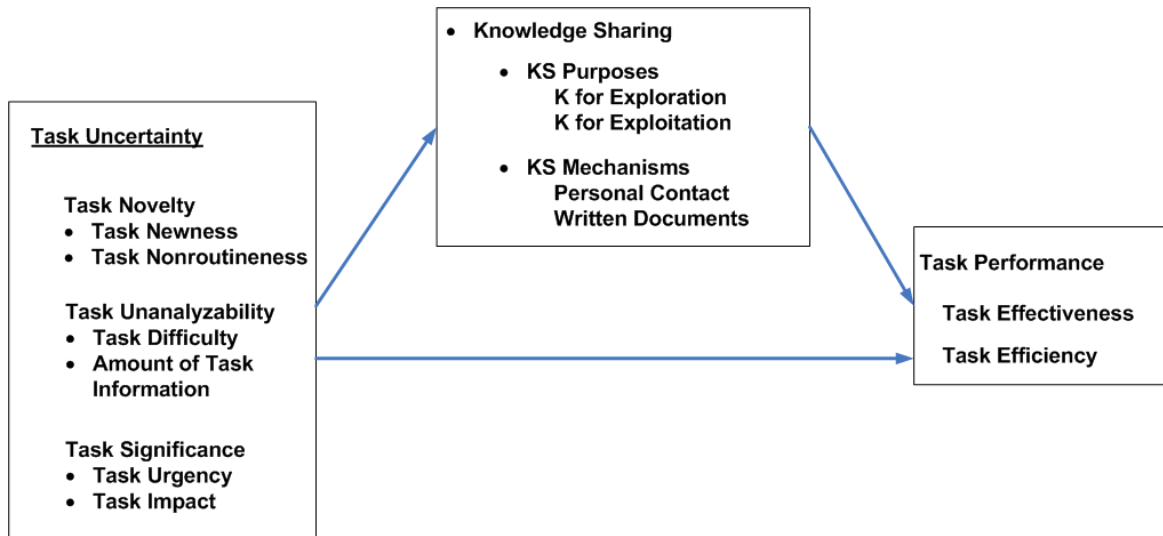 • Knowledge Sharing
• KS Purposes
K for Exploration
K for Exploitation
• KS Mechanisms
Personal Contact
Written Documents
Task Uncertainty
Task Novelty
• Task Newness
• Task Nonroutineness
Task Unanalyzability
• Task Difficulty
• Amount of Task
Information
Task Significance
• Task Urgency
• Task Impact
Task Performance
Task Effectiveness
Task Efficiency